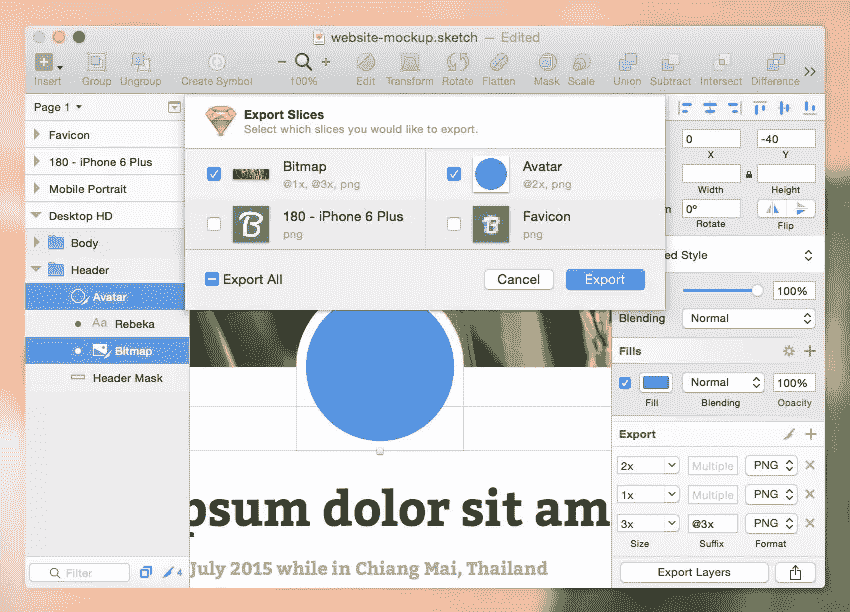 website-mockup.sketch — Edited
Insert Group Ungroup Create Symbol 100% Edit Transform Rotate Flatten Mask Scale Union Subtract Intersect Difference
Page 1
Favicon
180 - iPhone 6 Plus
Mobile Portrait
Desktop HD
Body
Header
Avatar
Aa Rebeka
Bitmap
Header Mask
Filter
4
Export Slices
Select which slices you would like to export.
Bitmap
@1x, @3x, png
Avatar
@2x, png
B
180 - iPhone 6 Plus
png
B
Favicon
png
Export All
Cancel
Export
psum dolor sit am
July 2015 while in Chiang Mai, Thailand
0 -40
X Y
Width Height
0°
Rotate Flip
ed Style
100%
Blending Normal
Fills
Normal 100%
Fill Blending Opacity
Export
2x Multiple PNG
1x Multiple PNG
3x @3x PNG
Size Suffix Format
Export Layers